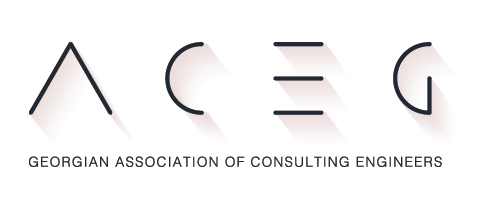 ACEG
GEORGIAN ASSOCIATION OF CONSULTING ENGINEERS